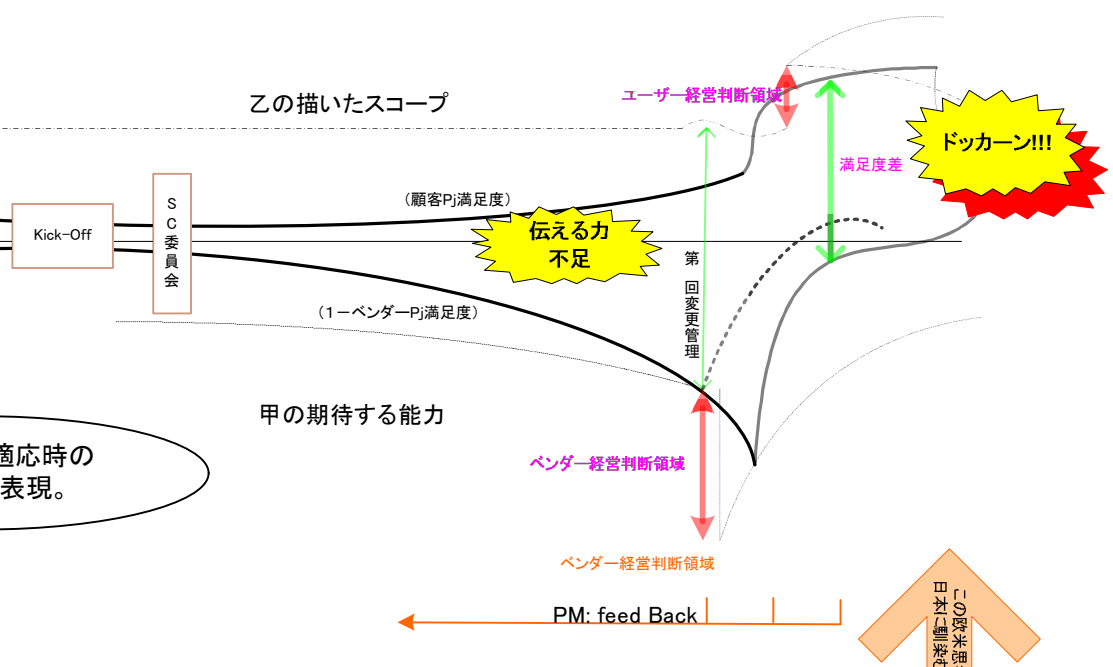 乙の描いたスコープ
ユーザー経営判断領域
ドッカーン!!!
満足度差
SC委員会
(顧客Pj満足度)
Kick-Off
伝える力
不足
第 回変更管理
(1-ベンダーPj満足度)
甲の期待する能力
適応時の
表現。
ベンダー経営判断領域
ベンダー経営判断領域
PM: feed Back
この欧米思
日本に馴染む